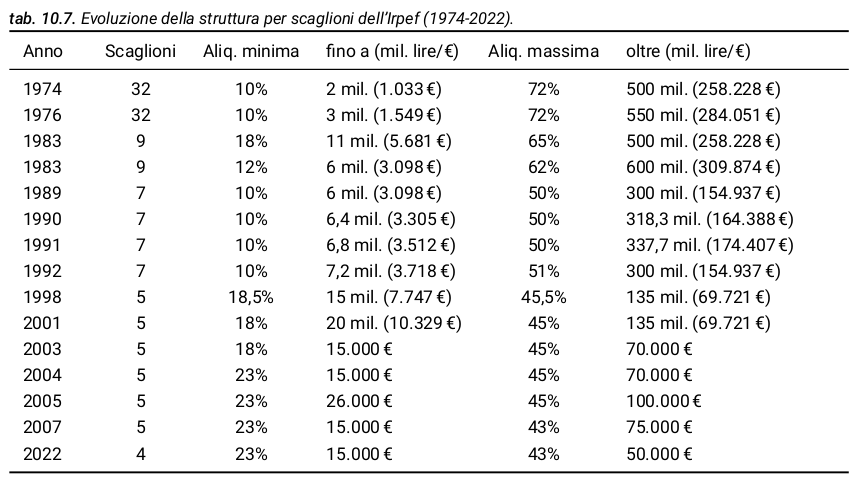 tab. 10.7. Evoluzione della struttura per scaglioni dell'Irpef (1974-2022).
Anno Scaglioni Aliq. minima fino a (mil. lire/€) Aliq. massima oltre (mil. lire/€)
1974 32 10% 2 mil. (1.033 €) 72% 500 mil. (258.228 €)
1976 32 10% 3 mil. (1.549 €) 72% 550 mil. (284.051 €)
1983 9 18% 11 mil. (5.681 €) 65% 500 mil. (258.228 €)
1983 9 12% 6 mil. (3.098 €) 62% 600 mil. (309.874 €)
1989 7 10% 6 mil. (3.098 €) 50% 300 mil. (154.937 €)
1990 7 10% 6,4 mil. (3.305 €) 50% 318,3 mil. (164.388 €)
1991 7 10% 6,8 mil. (3.512 €) 50% 337,7 mil. (174.407 €)
1992 7 10% 7,2 mil. (3.718 €) 51% 300 mil. (154.937 €)
1998 5 18,5% 15 mil. (7.747 €) 45,5% 135 mil. (69.721 €)
2001 5 18% 20 mil. (10.329 €) 45% 135 mil. (69.721 €)
2003 5 18% 15.000 € 45% 70.000 €
2004 5 23% 15.000 € 45% 70.000 €
2005 5 23% 26.000 € 45% 100.000 €
2007 5 23% 15.000 € 43% 75.000 €
2022 4 23% 15.000 € 43% 50.000 €